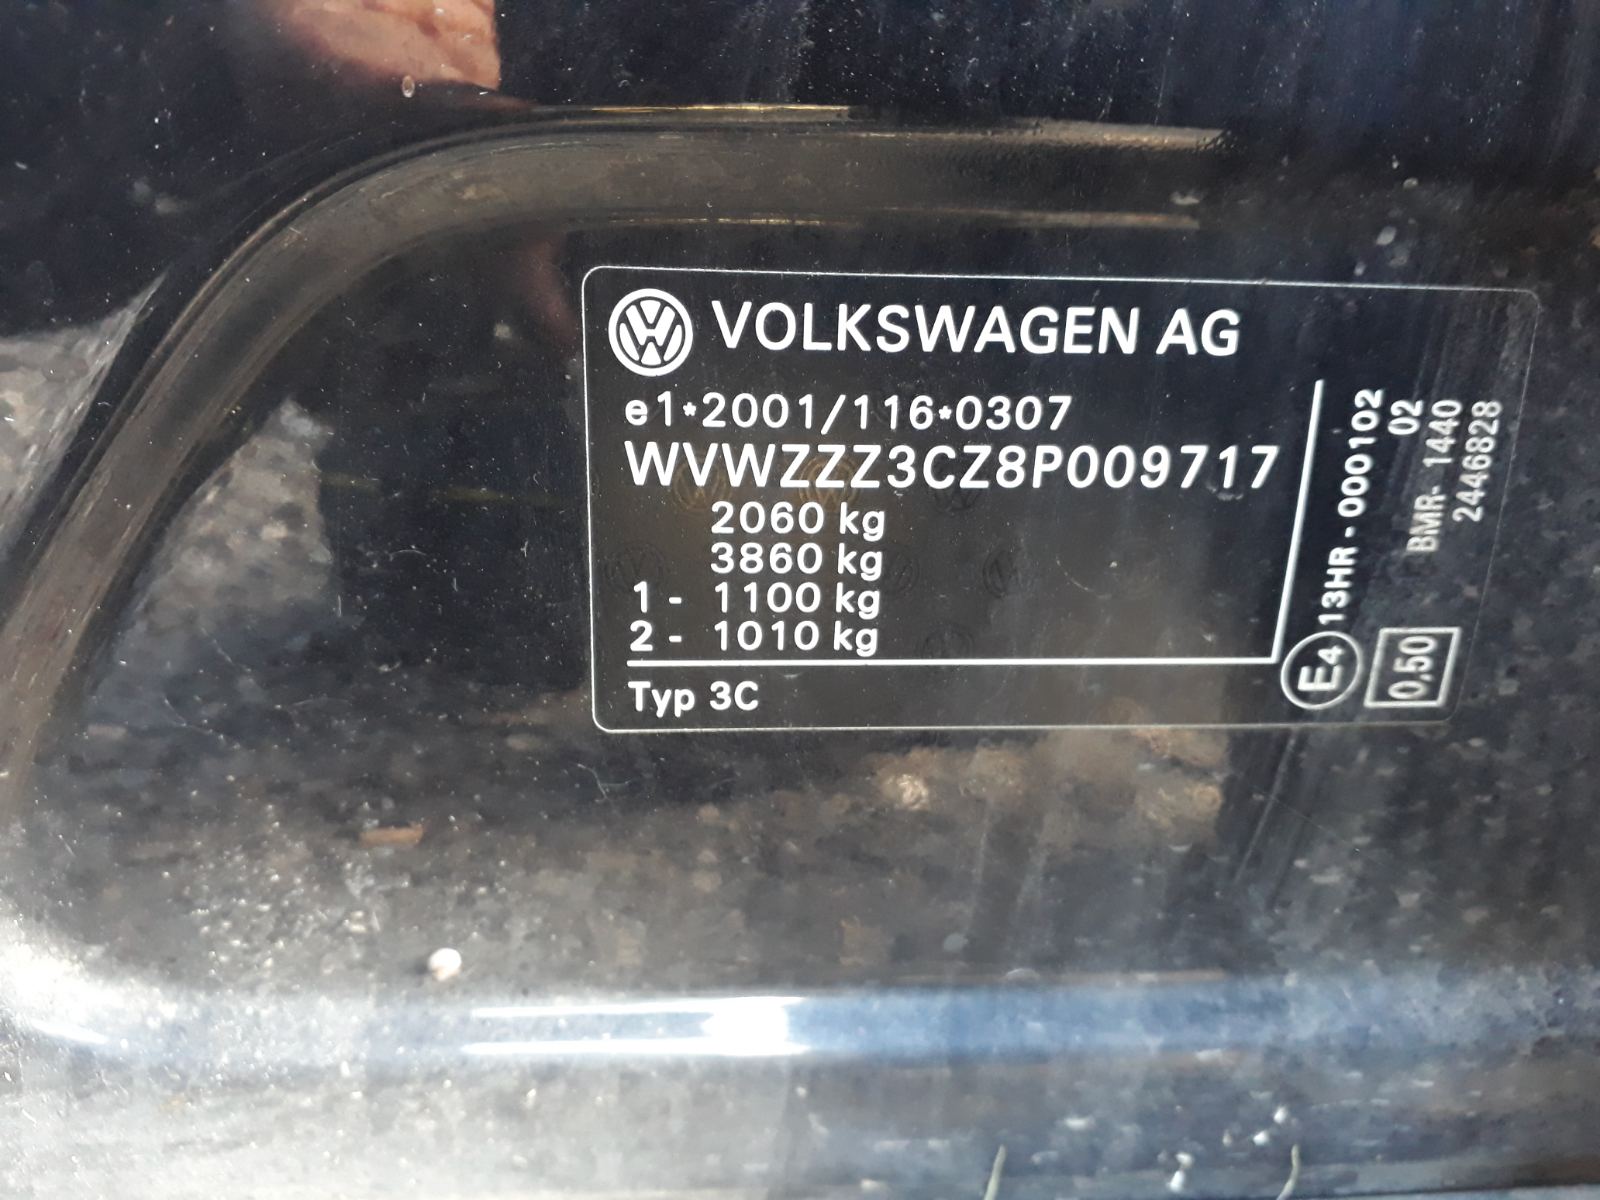 VOLKSWAGEN AG
e1*2001/116*0307
WVWZZZ3CZ8P009717
2060 kg
3860 kg
1 - 1100 kg
2 - 1010 kg
Typ 3C
E4 13HR - 000102
02
BMR- 1440
2446828
0,50